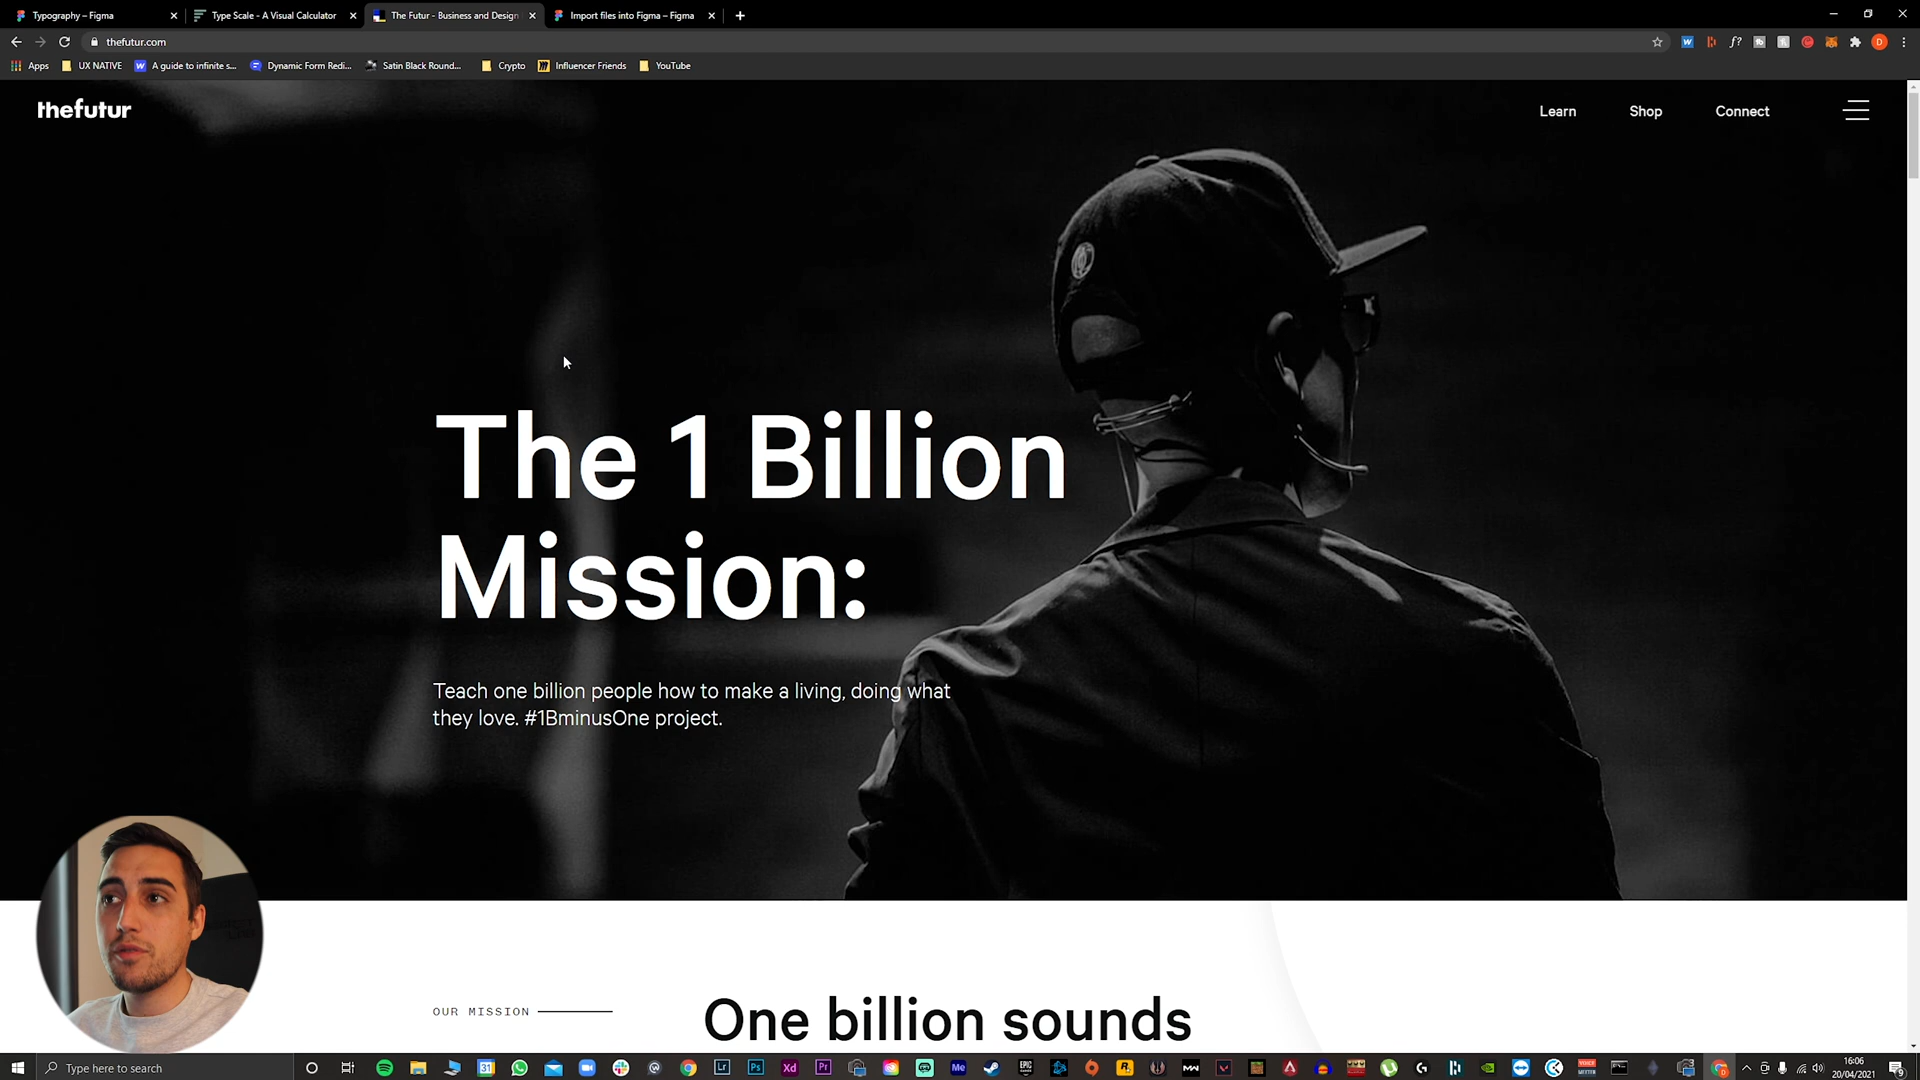 Typography – Figma
Type Scale - A Visual Calculator
The Futur - Business and Design
Import files into Figma – Figma
thefutur.com
Apps
UX NATIVE
A guide to infinite s...
Dynamic Form Redi...
Satin Black Round...
Crypto
Influencer Friends
YouTube
thefutur
Learn
Shop
Connect
The 1 Billion
Mission:
Teach one billion people how to make a living, doing what
they love. #1BminusOne project.
OUR MISSION
One billion sounds
Type here to search
16:06
20/04/2021